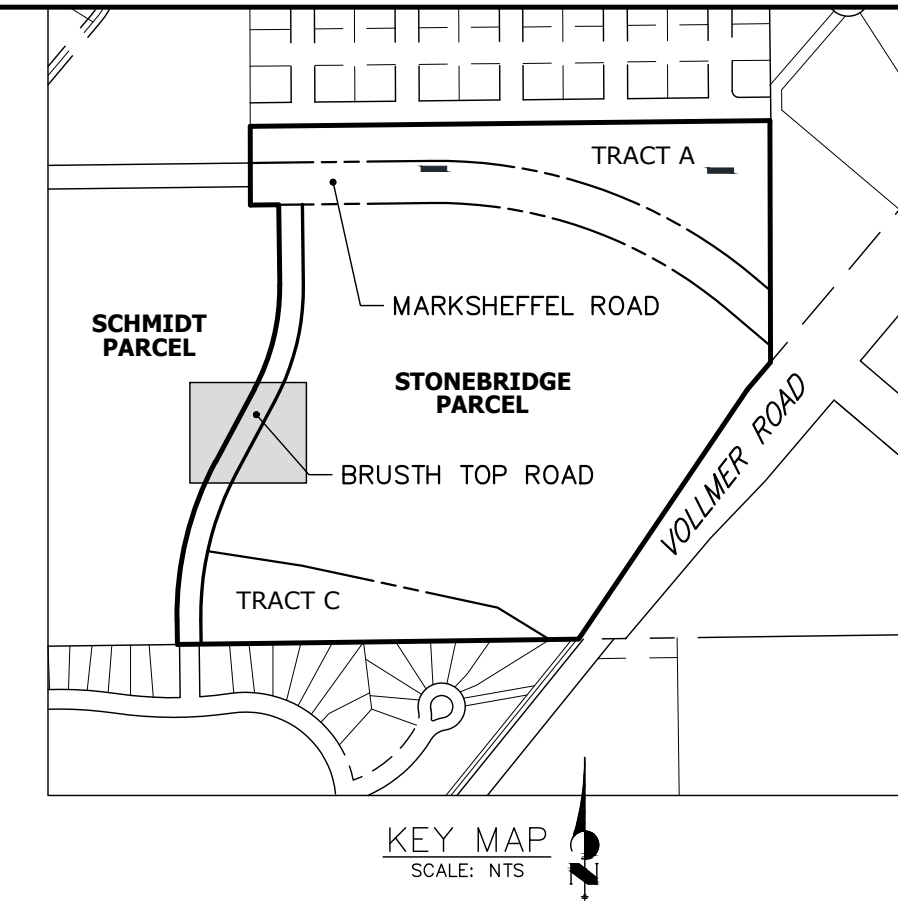 TRACT A
MARKSHEFFEL ROAD
SCHMIDT
PARCEL
STONEBRIDGE
PARCEL
BRUSTH TOP ROAD
VOLLMER ROAD
TRACT C
KEY MAP
SCALE: NTS
N